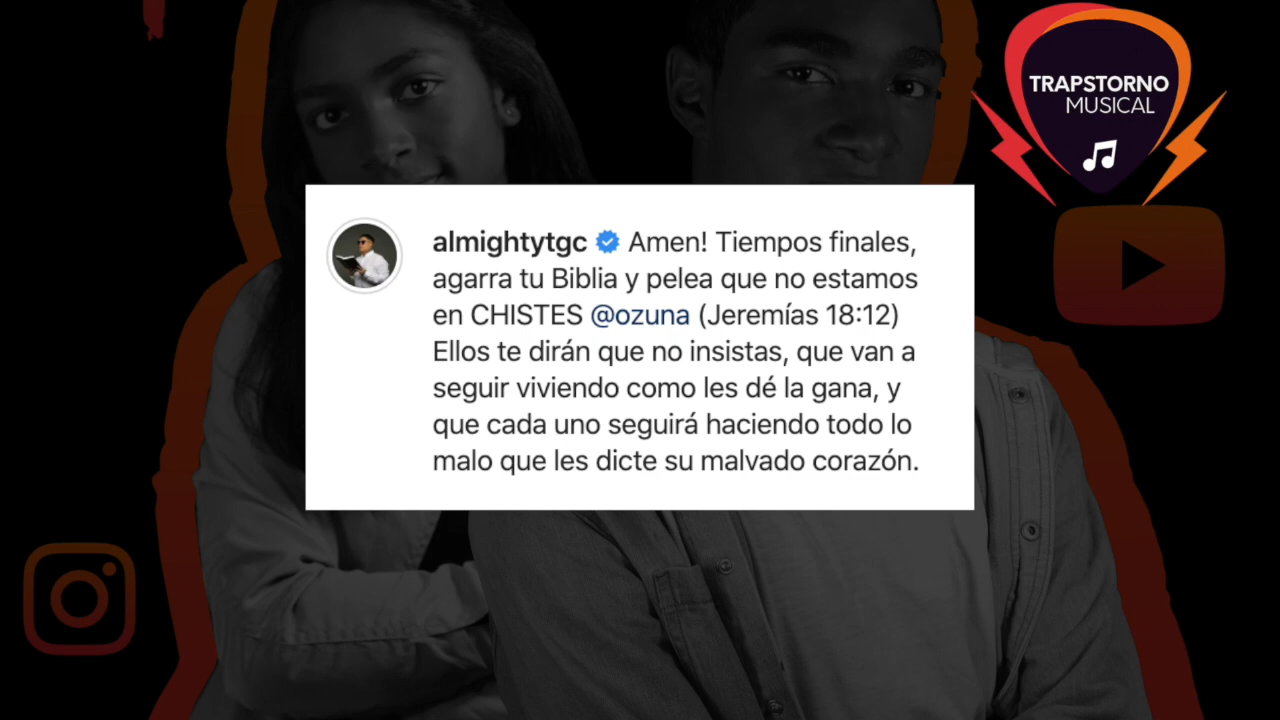 TRAPSTORNO
MUSICAL
almightytgc Amen! Tiempos finales,
agarra tu Biblia y pelea que no estamos
en CHISTES @ozuna (Jeremías 18:12)
Ellos te dirán que no insistas, que van a
seguir viviendo como les dé la gana, y
que cada uno seguirá haciendo todo lo
malo que les dicte su malvado corazón.